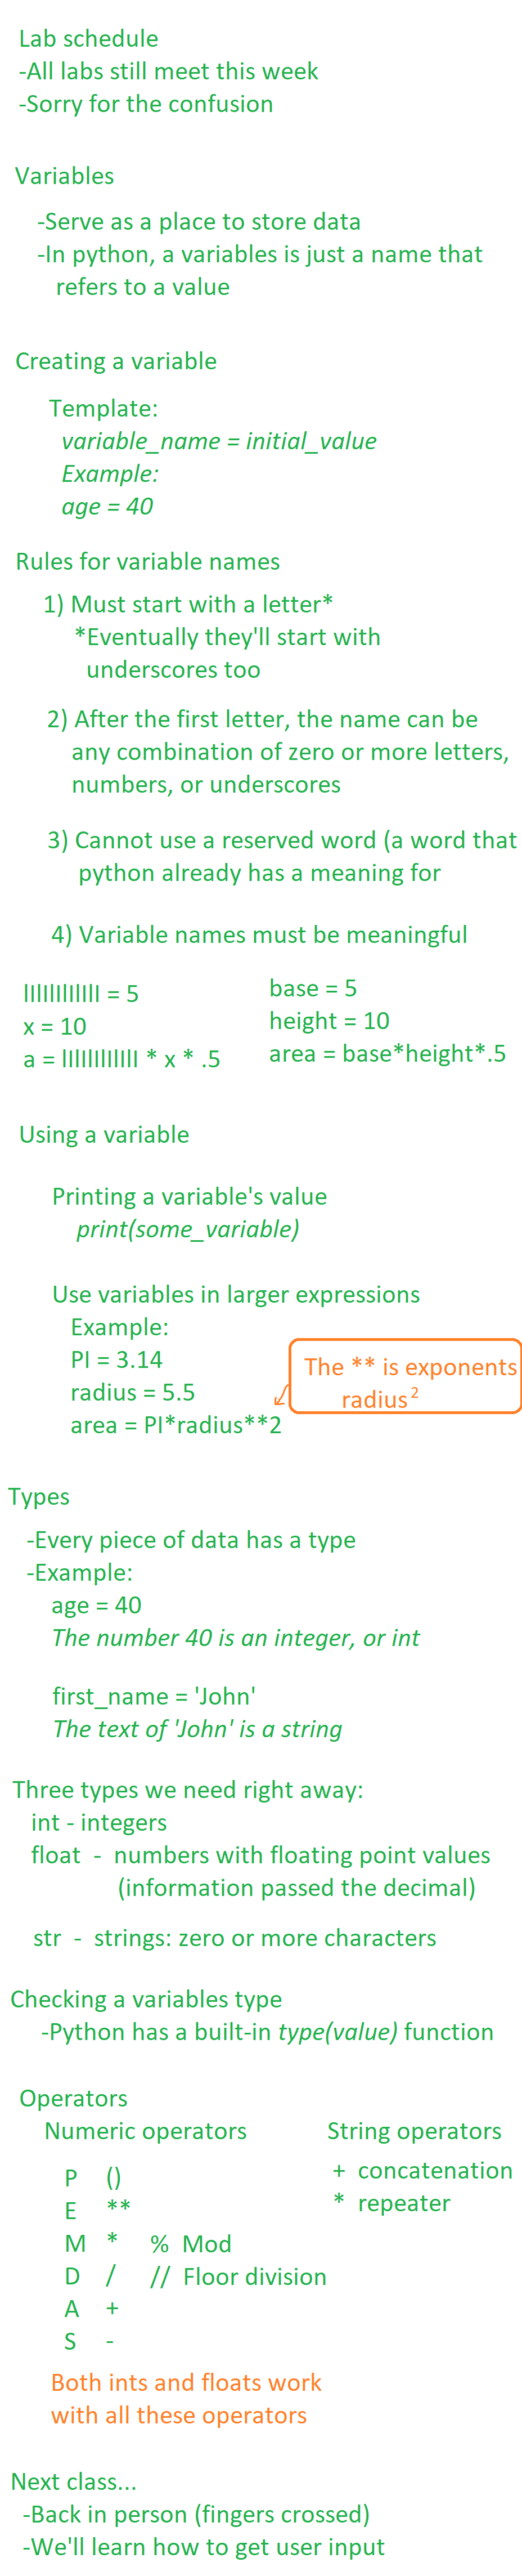 Lab schedule
-All labs still meet this week
-Sorry for the confusion
Variables
-Serve as a place to store data
-In python, a variables is just a name that
refers to a value
Creating a variable
Template:
variable_name = initial_value
Example:
age = 40
Rules for variable names
1) Must start with a letter*
*Eventually they'll start with
underscores too
2) After the first letter, the name can be
any combination of zero or more letters,
numbers, or underscores
3) Cannot use a reserved word (a word that
python already has a meaning for
4) Variable names must be meaningful
= 5
x = 10
a = * x * .5
base = 5
height = 10
area = base*height*.5
Using a variable
Printing a variable's value
print(some_variable)
Use variables in larger expressions
Example:
PI = 3.14
radius = 5.5
area = PI*radius**2
The ** is exponents
radius²
Types
-Every piece of data has a type
-Example:
age = 40
The number 40 is an integer, or int
first_name = 'John'
The text of 'John' is a string
Three types we need right away:
int - integers
float - numbers with floating point values
(information passed the decimal)
str - strings: zero or more characters
Checking a variables type
-Python has a built-in type(value) function
Operators
Numeric operators
P ()
E **
M * % Mod
D / // Floor division
A +
S -
String operators
+ concatenation
* repeater
Both ints and floats work
with all these operators
Next class...
-Back in person (fingers crossed)
-We'll learn how to get user input